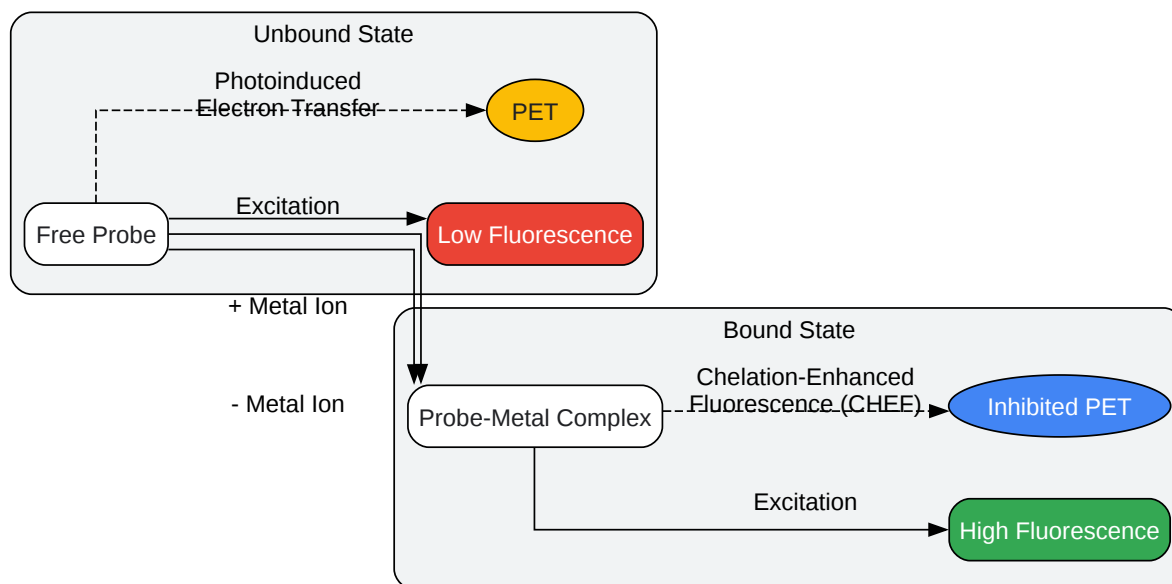 Unbound State
Photoinduced
Electron Transfer
PET
Excitation
Free Probe
Low Fluorescence
+ Metal Ion
Bound State
Chelation-Enhanced
Fluorescence (CHEF)
- Metal Ion
Probe-Metal Complex
Inhibited PET
Excitation
High Fluorescence